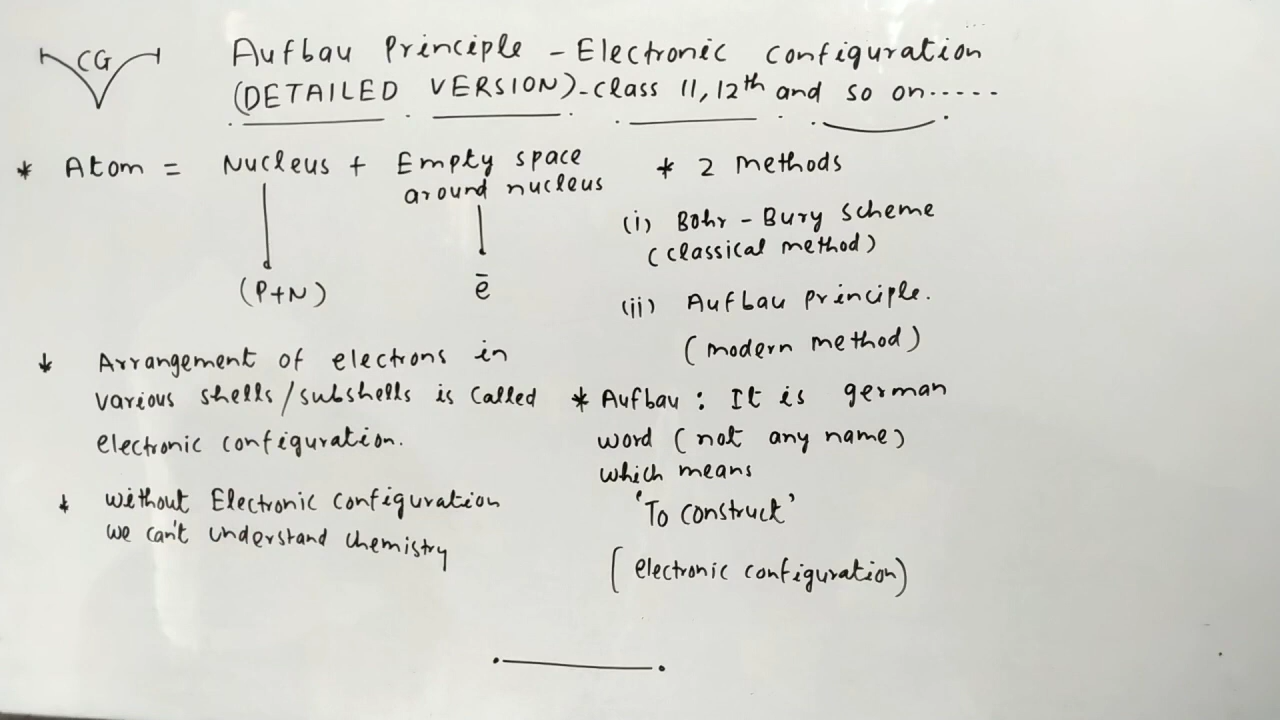 CG
Aufbau Principle - Electronic configuration
(DETAILED VERSION) - class 11, 12th and so on.....
* Atom = Nucleus + Empty space
around nucleus
(P+N)
ē
* Arrangement of electrons in
various shells/subshells is called
electronic configuration.
* without Electronic configuration
we can't understand chemistry
* 2 methods
(i) Bohr - Bury scheme
(classical method)
(ii) Aufbau principle.
(modern method)
* Aufbau : It is german
word (not any name)
which means
'To construct'
(electronic configuration)